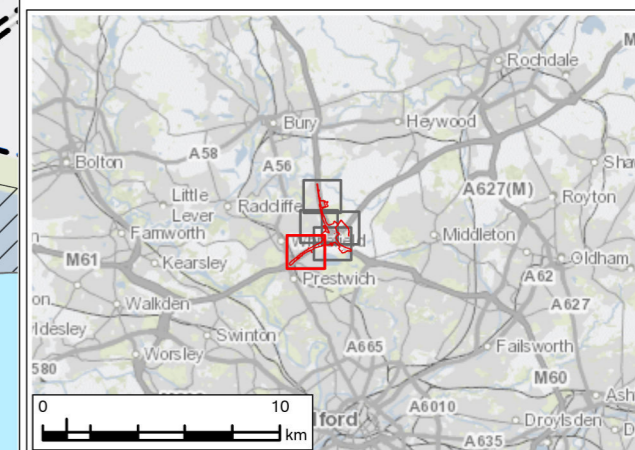 Rochdale
Bury
Heywood
Bolton
A58
A56
A627(M)
Little
Lever
Radcliffe
Royton
Farnworth
Middleton
M61
Kearsley
Oldham
Prestwich
A62
Walkden
A627
Swinton
Worsley
A665
Failsworth
580
M60
0
10
A6010
Droylsden
km
A635